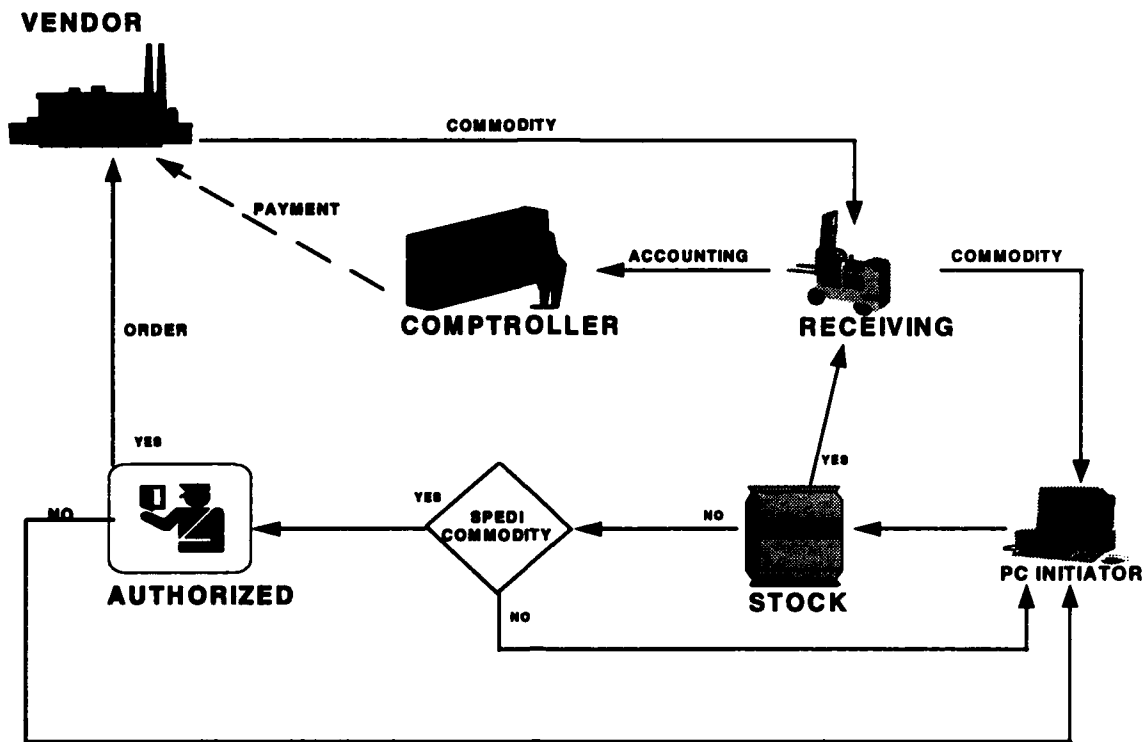 VENDOR
COMMODITY
PAYMENT
ACCOUNTING
COMMODITY
COMPTROLLER
RECEIVING
ORDER
YES
YES
NO
YES
SPEDI
COMMODITY
NO
PC INITIATOR
AUTHORIZED
STOCK
NO